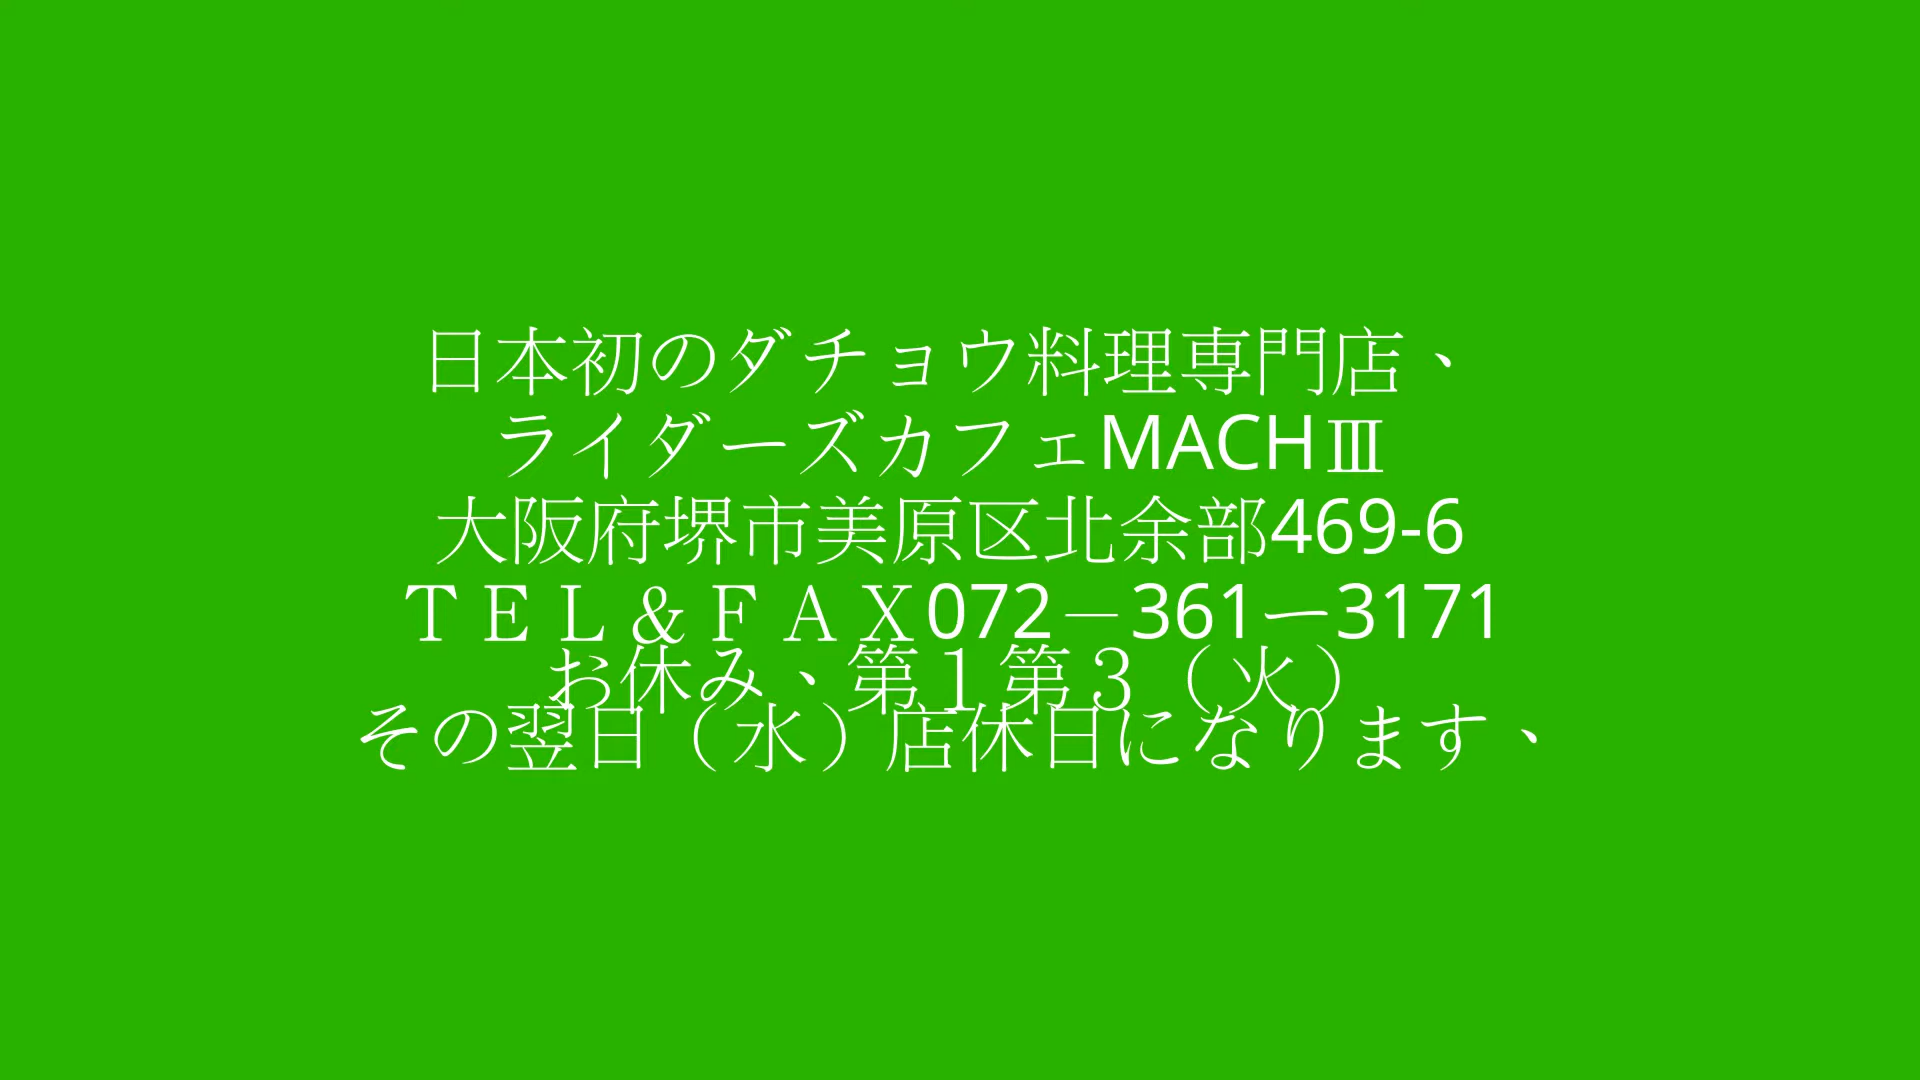 日本初のダチョウ料理専門店、
ライダーズカフェMACHⅢ
大阪府堺市美原区北余部469-6
ＴＥＬ＆ＦＡＸ072－361ー3171
お休み、第１第３（火）
その翌日（水）店休日になります、